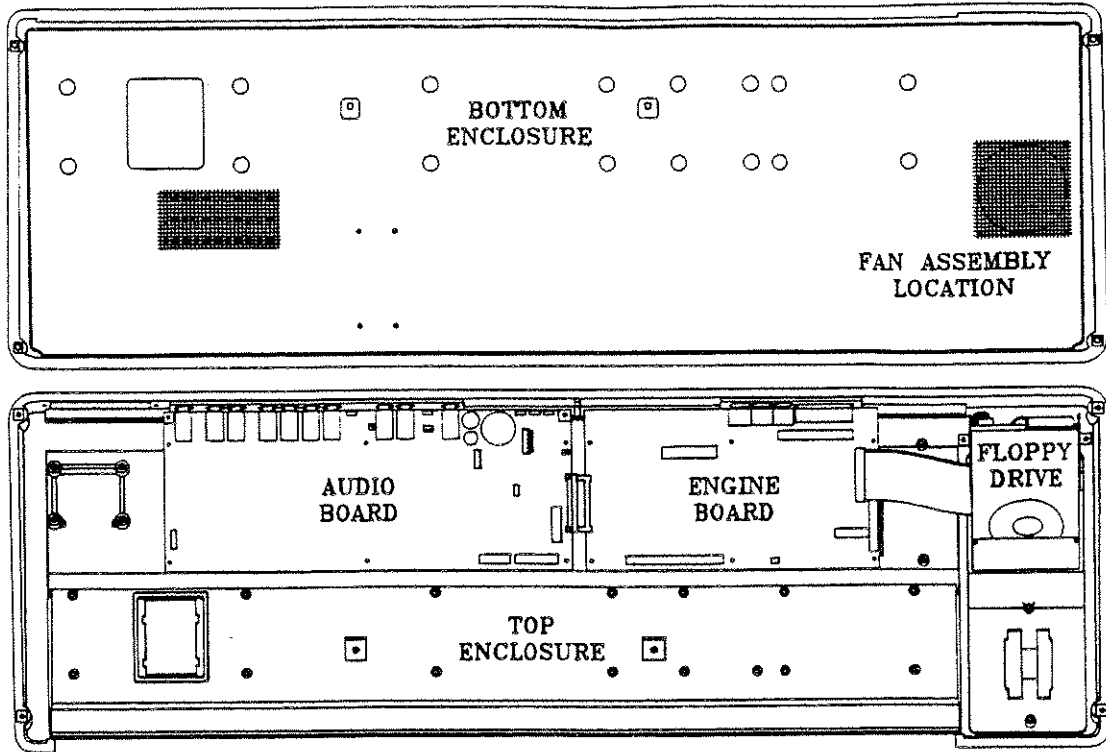 BOTTOM
ENCLOSURE
FAN ASSEMBLY
LOCATION
AUDIO
BOARD
ENGINE
BOARD
FLOPPY
DRIVE
TOP
ENCLOSURE